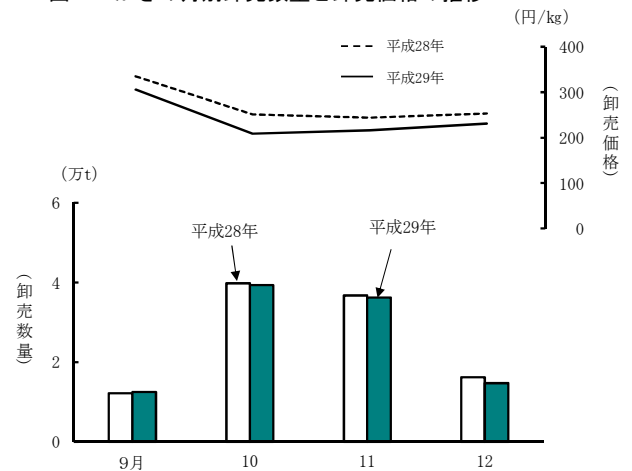 (円/kg)
平成28年
平成29年
400
300
200
100
0
(卸売価格)
(万t)
6
4
2
0
(卸売数量)
平成28年
平成29年
9月
10
11
12